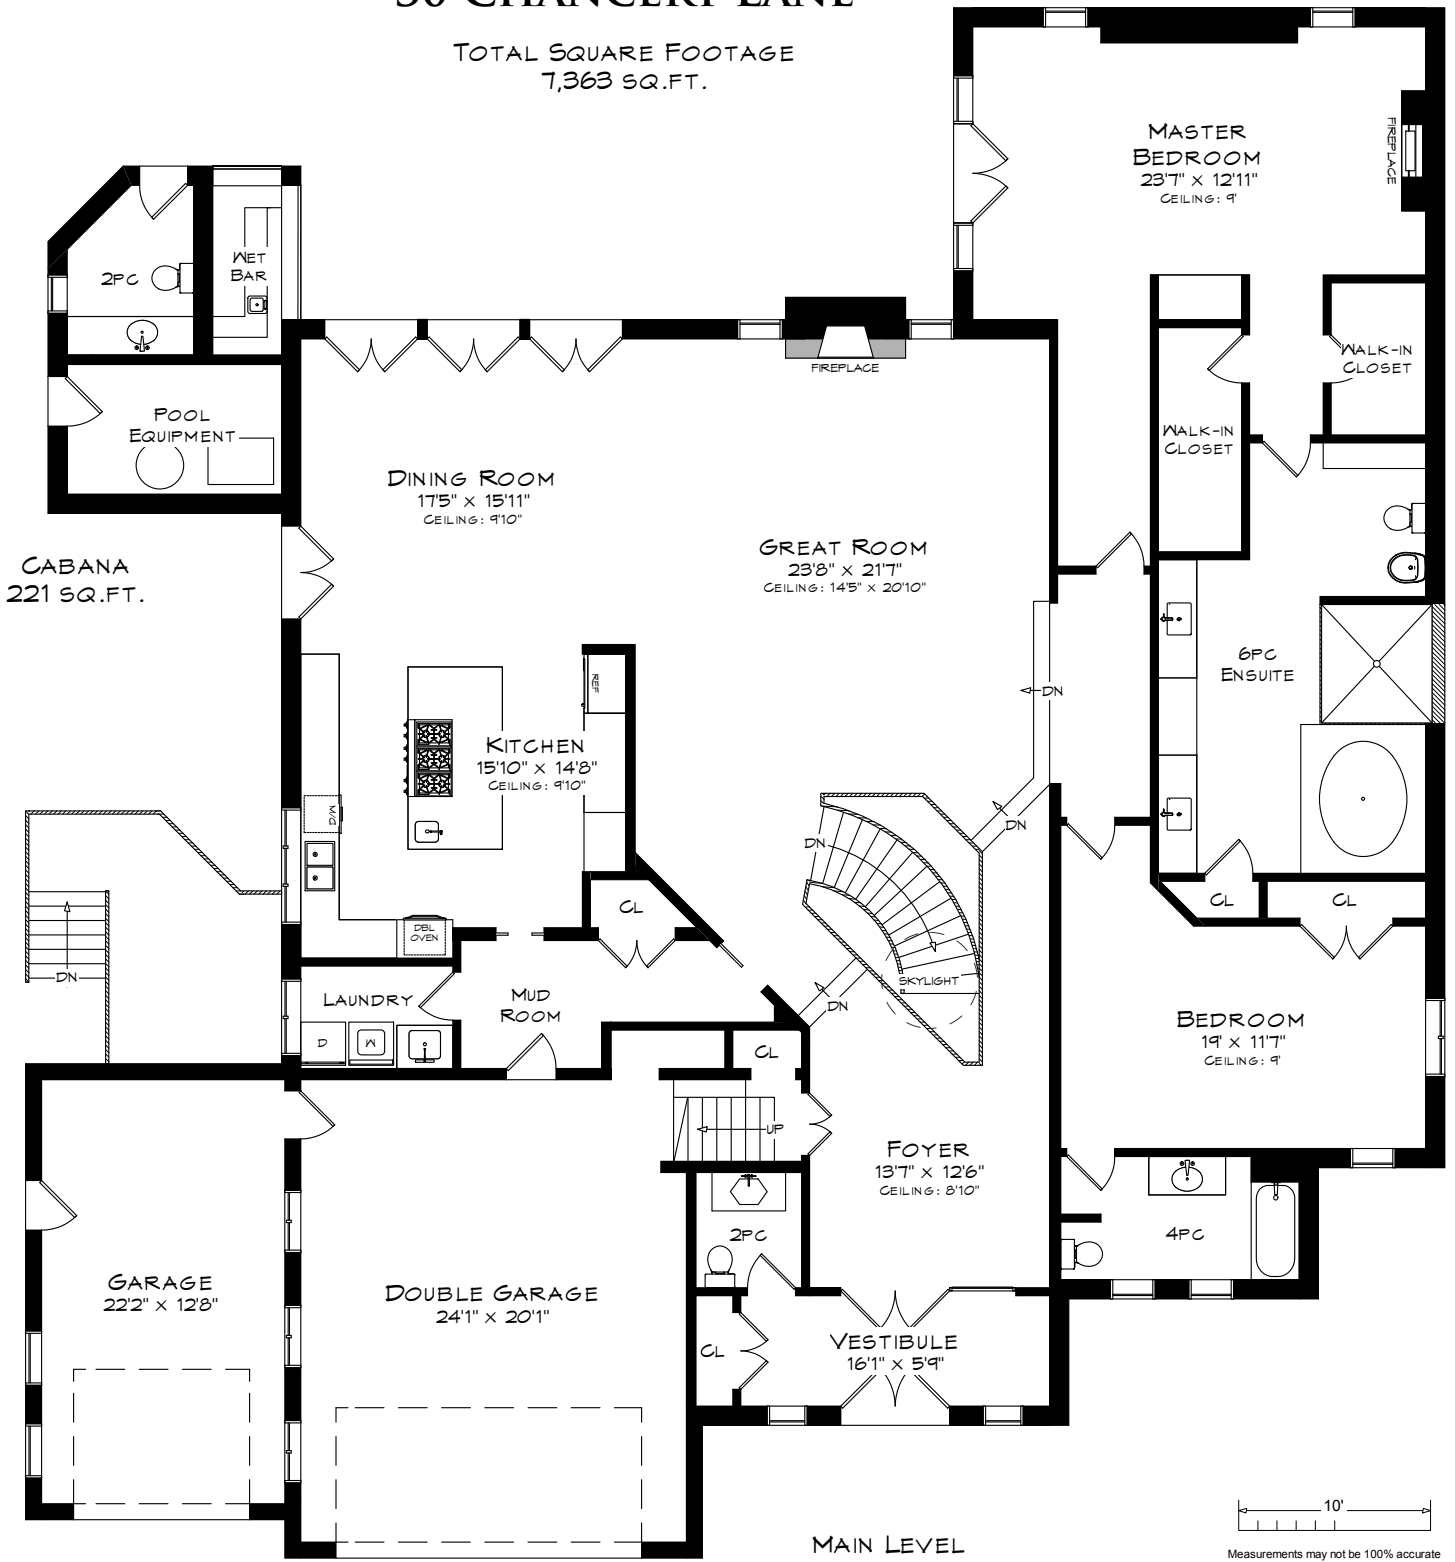 TOTAL SQUARE FOOTAGE
7,363 SQ.FT.
MASTER
BEDROOM
23'7" X 12'11"
CEILING: 9'
FIREPLACE
2PC
WET
BAR
FIREPLACE
WALK-IN
CLOSET
WALK-IN
CLOSET
POOL
EQUIPMENT
DINING ROOM
17'5" X 15'11"
CEILING: 9'10"
GREAT ROOM
23'8" X 21'7"
CEILING: 14'5" X 20'10"
CABANA
221 SQ.FT.
6PC
ENSUITE
REF
DN
KITCHEN
15'10" X 14'8"
CEILING: 9'10"
M/O
DN
DN
CL
CL
CL
DBL
OVEN
DN
SKYLIGHT
DN
LAUNDRY
MUD
ROOM
D
W
BEDROOM
19' X 11'7"
CEILING: 9'
CL
UP
FOYER
13'7" X 12'6"
CEILING: 8'10"
2PC
4PC
GARAGE
22'2" X 12'8"
DOUBLE GARAGE
24'1" X 20'1"
CL
VESTIBULE
16'1" X 5'9"
10'
MAIN LEVEL
Measurements may not be 100% accurate